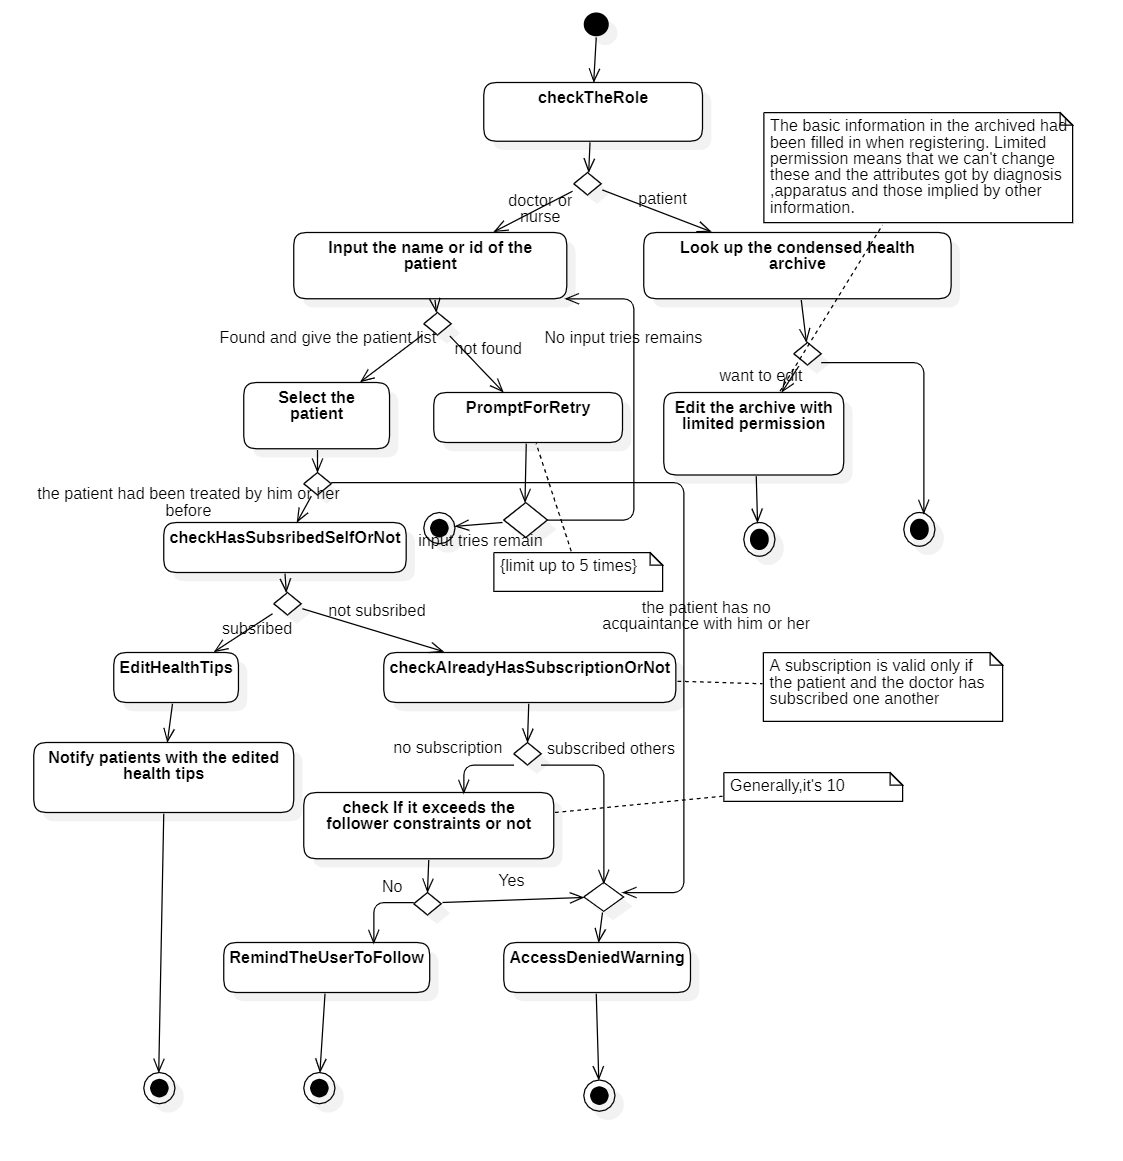 checkTheRole
The basic information in the archived had
been filled in when registering. Limited
permission means that we can't change
these and the attributes got by diagnosis
,apparatus and those implied by other
information.
doctor or
nurse
patient
Input the name or id of the
patient
Look up the condensed health
archive
Found and give the patient list
not found
No input tries remains
want to edit
Select the
patient
PromptForRetry
Edit the archive with
limited permission
the patient had been treated by him or her
before
checkHasSubsribedSelfOrNot
input tries remain
{limit up to 5 times}
the patient has no
acquaintance with him or her
subsribed
not subsribed
EditHealthTips
checkAlreadyHasSubscriptionOrNot
A subscription is valid only if
the patient and the doctor has
subscribed one another
Notify patients with the edited
health tips
no subscription
subscribed others
Generally,it's 10
check If it exceeds the
follower constraints or not
No
Yes
RemindTheUserToFollow
AccessDeniedWarning